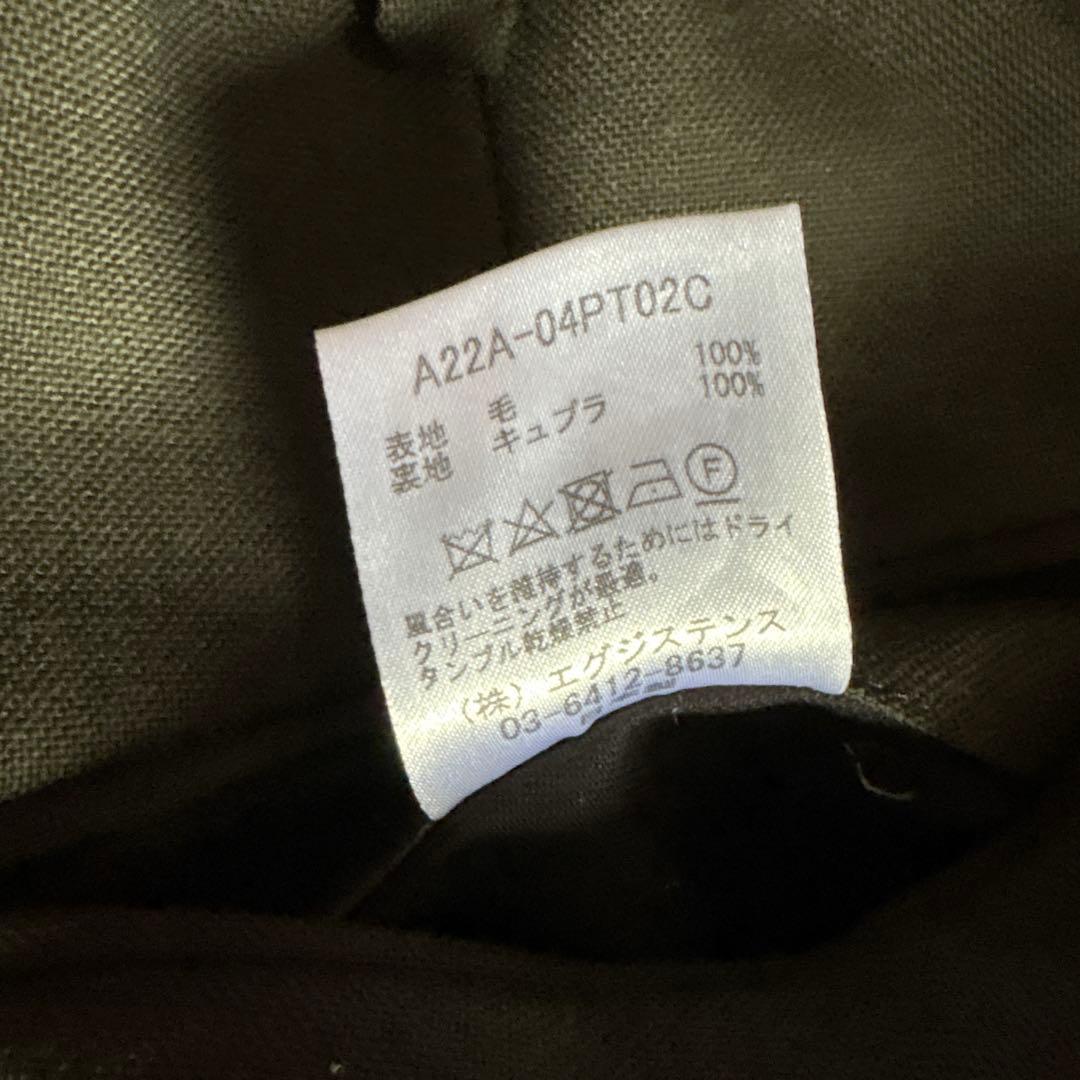 A22A-04PT02C
表地 毛 100%
裏地 キュプラ 100%
F
風合いを維持するためにはドライ
クリーニングが最適。
タンブル乾燥禁止
(株) エグジステンス
03-6412-8637